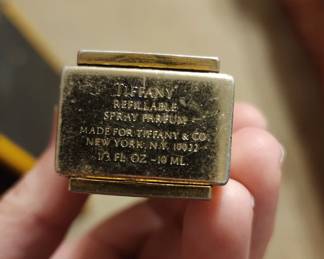 TIFFANY
REFILLABLE
SPRAY PARFUM
MADE FOR TIFFANY & CO.
NEW YORK, N.Y. 10022
1/3 FL OZ - 10 ML.